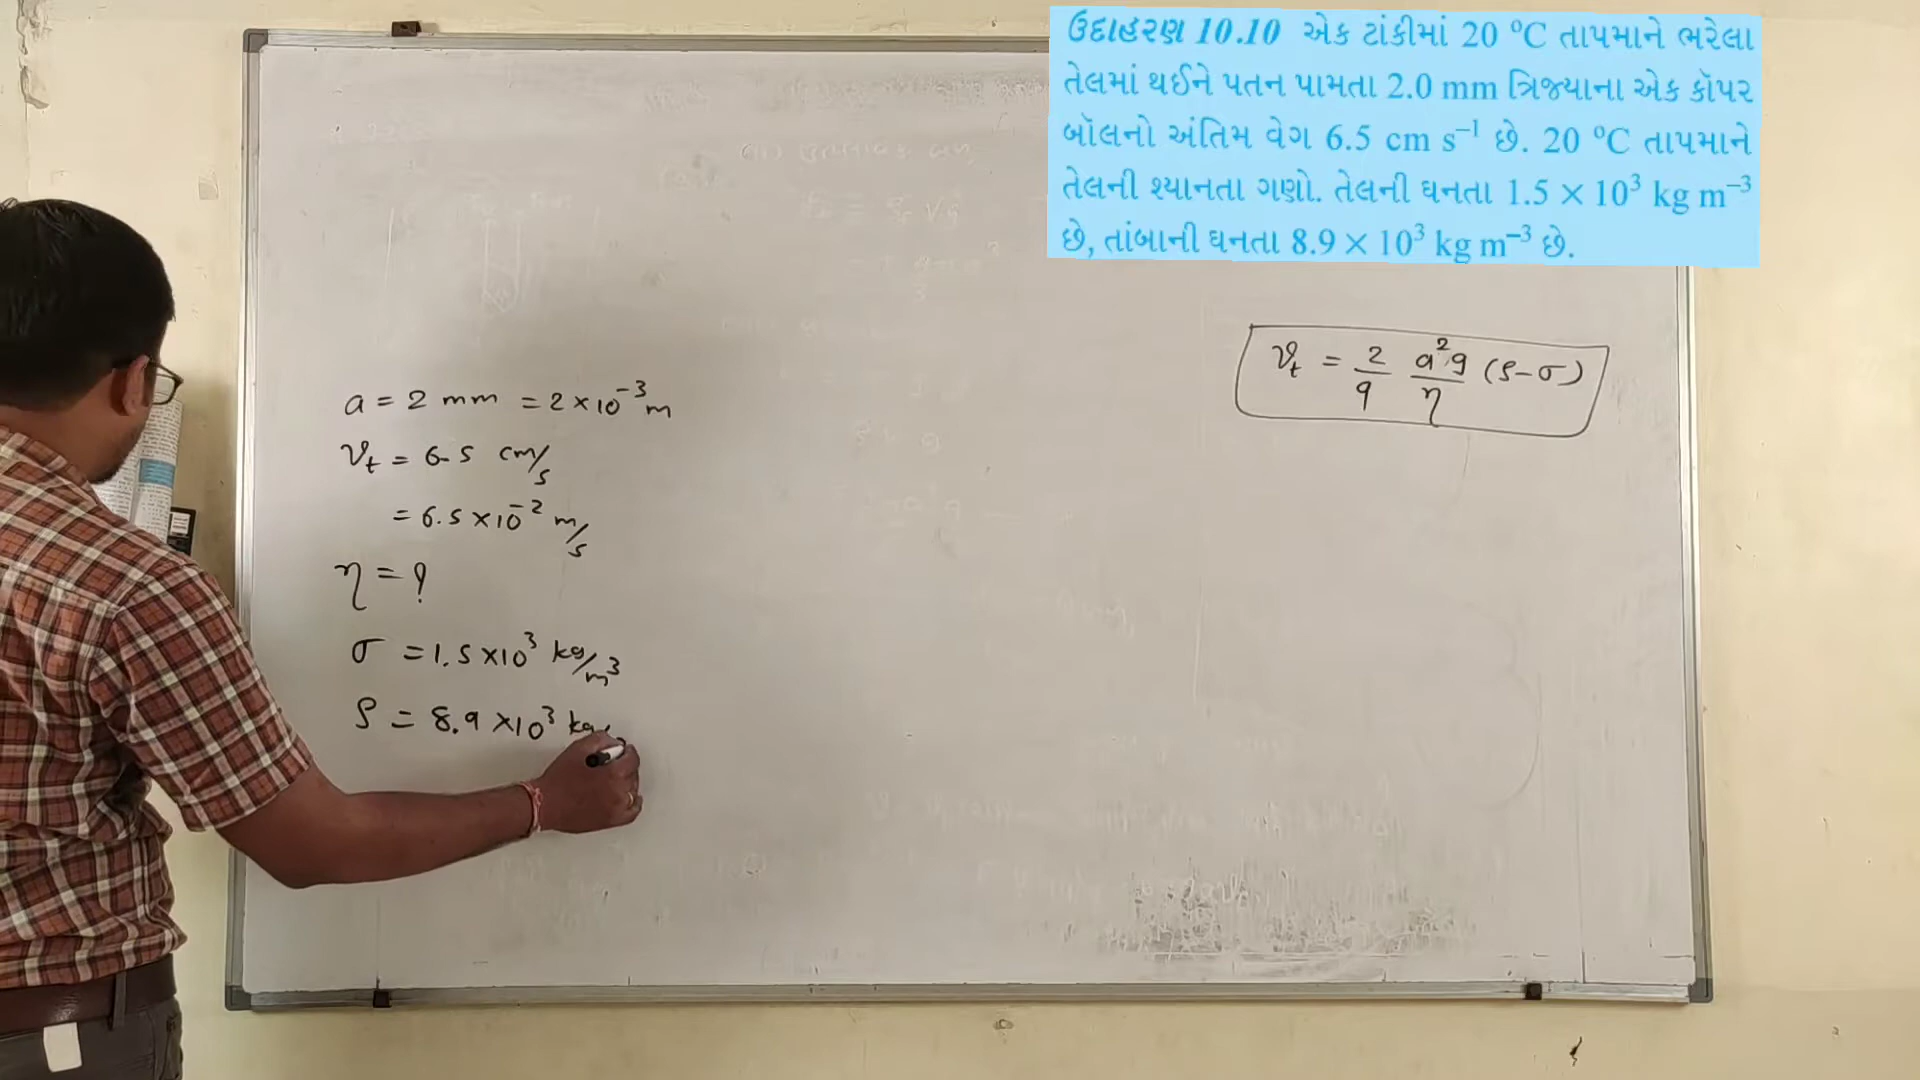 ઉદાહરણ 10.10 એક ટાંકીમાં 20 °C તાપમાને ભરેલા
તેલમાં થઈને પતન પામતા 2.0 mm ત્રિજ્યાના એક કૉપર
બૉલનો અંતિમ વેગ 6.5 cm s⁻¹ છે. 20 °C તાપમાને
તેલની શ્યાનતા ગણો. તેલની ઘનતા 1.5 × 10³ kg m⁻³
છે, તાંબાની ઘનતા 8.9 × 10³ kg m⁻³ છે.
v_t = 2/9 a²g/η (ρ-σ)
a = 2 mm = 2×10⁻³ m
v_t = 6.5 cm/s
= 6.5 ×10⁻² m/s
η = ?
σ = 1.5 ×10³ kg/m³
ρ = 8.9 ×10³ kg